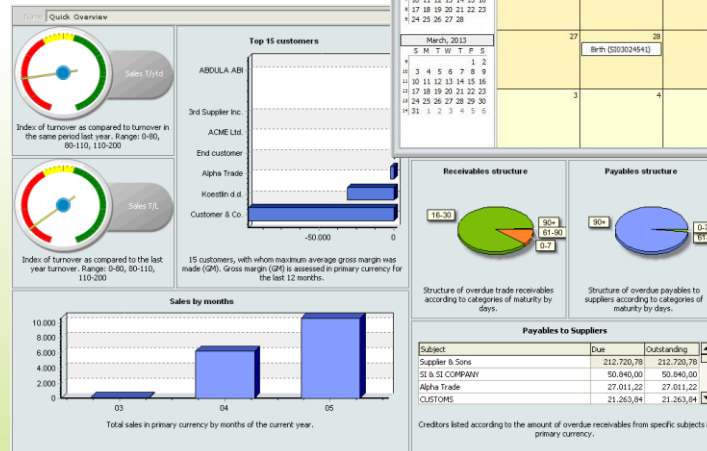 Name Quick Overview
Sales T/ytd
Index of turnover as compared to turnover in
the same period last year. Range: 0-80,
80-110, 110-200
Sales T/L
Index of turnover as compared to the last
year turnover. Range: 0-80, 80-110,
110-200
Top 15 customers
ABDULA ABI
3rd Supplier Inc.
ACME Ltd.
End customer
Alpha Trade
Koestlin d.d.
Customer & Co.
-50.000 0
15 customers, with whom maximum average gross margin was
made (GM). Gross margin (GM) is assessed in primary currency for
the last 12 months.
17 18 19 20 21 22 23
24 25 26 27 28
March, 2013
S M T W T F S
1 2
3 4 5 6 7 8 9
10 11 12 13 14 15 16
17 18 19 20 21 22 23
24 25 26 27 28 29 30
31 1 2 3 4 5 6
27 28
Birth (SI03024541)
3 4
Receivables structure
16-30
90+
61-90
0-7
Structure of overdue trade receivables
according to categories of maturity by
days.
Payables structure
90+
Structure of overdue payables to
suppliers according to categories of
maturity by days.
Sales by months
10.000
8.000
6.000
4.000
2.000
0
03 04 05
Total sales in primary currency by months of the current year.
Payables to Suppliers
Subject Due Outstanding
Supplier & Sons 212.720,78 212.720,78
SI & SI COMPANY 50.840,00 50.840,00
Alpha Trade 27.011,22 27.011,22
CUSTOMS 21.263,84 21.263,84
Creditors listed according to the amount of overdue receivables from specific subjects
primary currency.